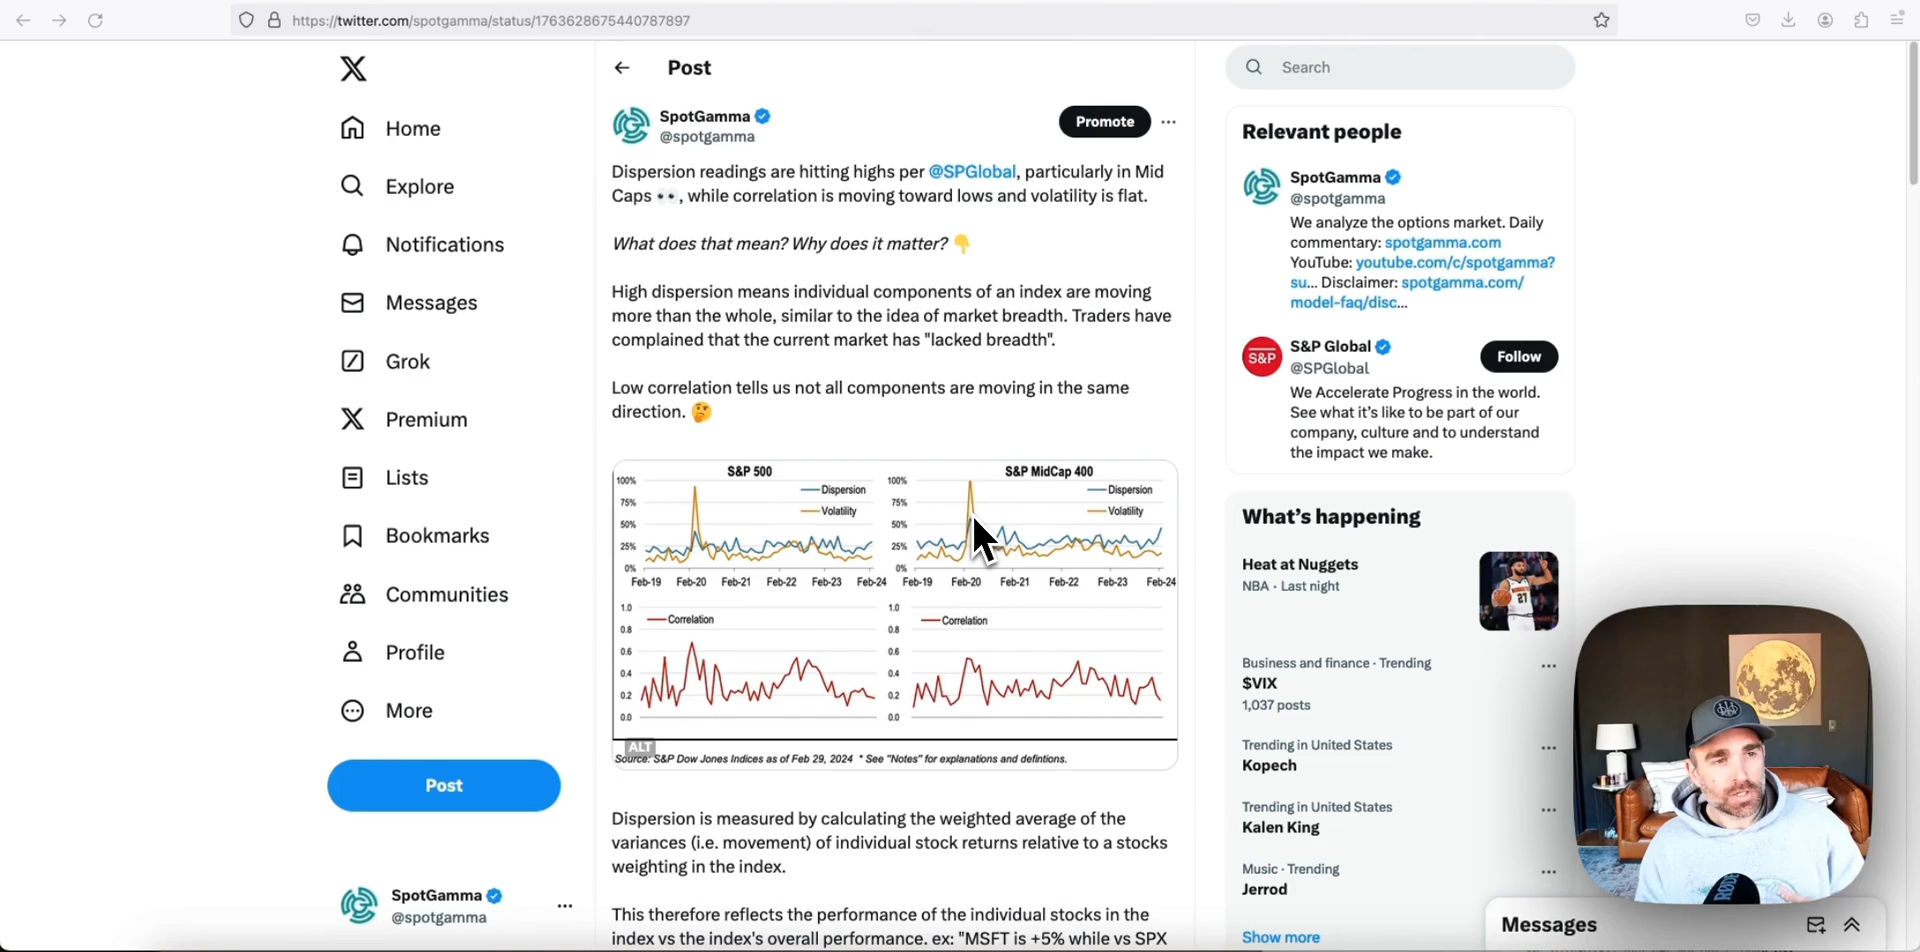 https://twitter.com/spotgamma/status/1763628675440787897
Home
Explore
Notifications
Messages
Grok
Premium
Lists
Bookmarks
Communities
Profile
More
Post
SpotGamma
@spotgamma
Post
SpotGamma
@spotgamma
Promote
Dispersion readings are hitting highs per @SPGlobal, particularly in Mid
Caps 👀, while correlation is moving toward lows and volatility is flat.
What does that mean? Why does it matter? 👇
High dispersion means individual components of an index are moving
more than the whole, similar to the idea of market breadth. Traders have
complained that the current market has "lacked breadth".
Low correlation tells us not all components are moving in the same
direction. 🤔
S&P 500
100%
75%
50%
25%
0%
Dispersion
Volatility
Feb-19 Feb-20 Feb-21 Feb-22 Feb-23 Feb-24
S&P MidCap 400
100%
75%
50%
25%
0%
Dispersion
Volatility
Feb-19 Feb-20 Feb-21 Feb-22 Feb-23 Feb-24
1.0
0.8
0.6
0.4
0.2
0.0
Correlation
1.0
0.8
0.6
0.4
0.2
0.0
Correlation
ALT
Source: S&P Dow Jones Indices as of Feb 29, 2024 * See "Notes" for explanations and defintions.
Dispersion is measured by calculating the weighted average of the
variances (i.e. movement) of individual stock returns relative to a stocks
weighting in the index.
This therefore reflects the performance of the individual stocks in the
index vs the index's overall performance. ex: "MSFT is +5% while vs SPX
Search
Relevant people
SpotGamma
@spotgamma
We analyze the options market. Daily
commentary: spotgamma.com
YouTube: youtube.com/c/spotgamma?
su... Disclaimer: spotgamma.com/
model-faq/disc...
S&P
S&P Global
@SPGlobal
Follow
We Accelerate Progress in the world.
See what it's like to be part of our
company, culture and to understand
the impact we make.
What's happening
Heat at Nuggets
NBA · Last night
27
Business and finance · Trending
$VIX
1,037 posts
Trending in United States
Kopech
Trending in United States
Kalen King
Music · Trending
Jerrod
Show more
RØDE
Messages